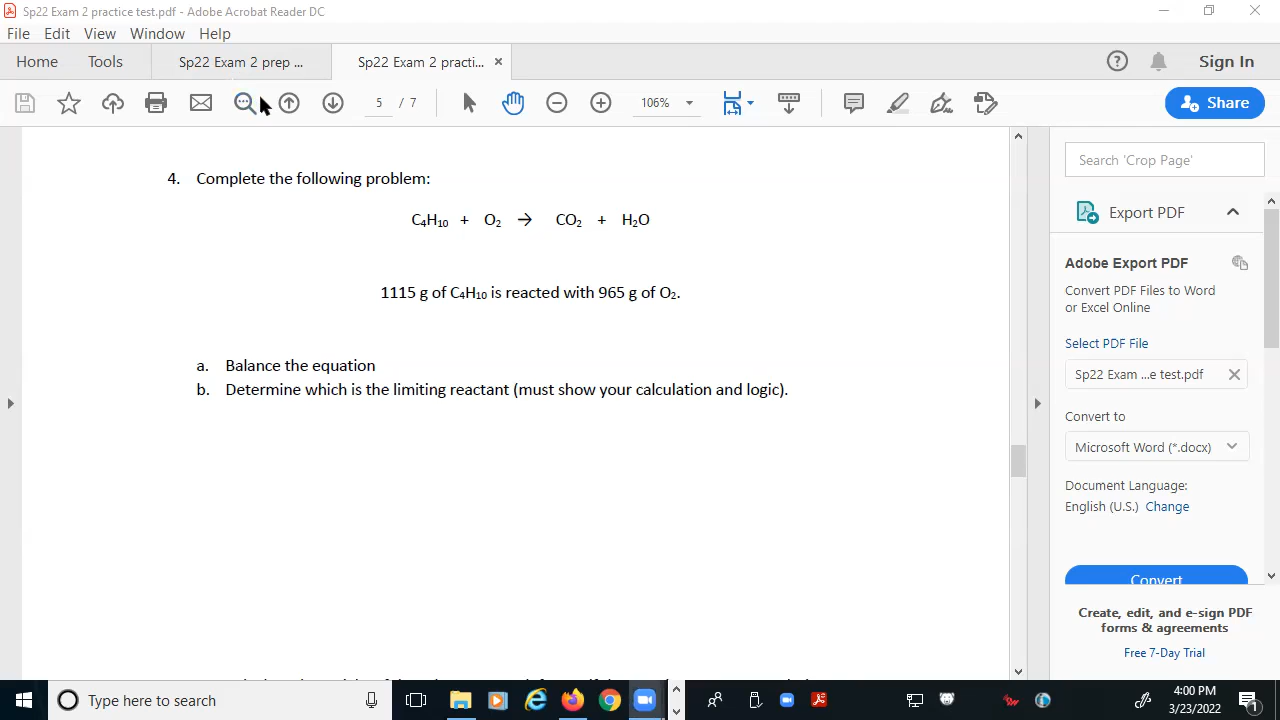 Sp22 Exam 2 practice test.pdf - Adobe Acrobat Reader DC
File Edit View Window Help
Home Tools Sp22 Exam 2 prep ... Sp22 Exam 2 practi... × Sign In
5 / 7 106% Share
4. Complete the following problem:
C₄H₁₀ + O₂ → CO₂ + H₂O
1115 g of C₄H₁₀ is reacted with 965 g of O₂.
a. Balance the equation
b. Determine which is the limiting reactant (must show your calculation and logic).
Search 'Crop Page'
Export PDF
Adobe Export PDF
Convert PDF Files to Word
or Excel Online
Select PDF File
Sp22 Exam ...e test.pdf
Convert to
Microsoft Word (*.docx)
Document Language:
English (U.S.) Change
Convert
Create, edit, and e-sign PDF
forms & agreements
Free 7-Day Trial
Type here to search
4:00 PM
3/23/2022
1